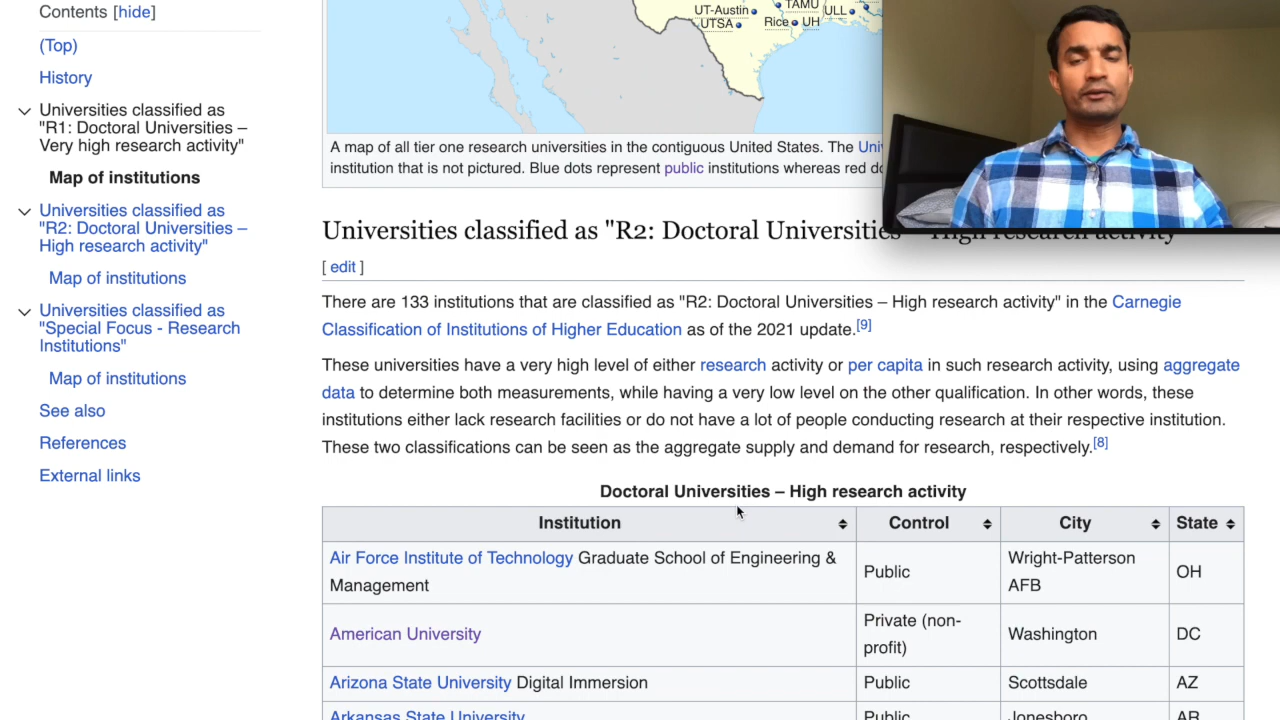 Contents [hide]
(Top)
History
Universities classified as
"R1: Doctoral Universities –
Very high research activity"
Map of institutions
Universities classified as
"R2: Doctoral Universities –
High research activity"
Map of institutions
Universities classified as
"Special Focus - Research
Institutions"
Map of institutions
See also
References
External links
UT-Austin
TAMU
ULL
UTSA
Rice
UH
A map of all tier one research universities in the contiguous United States. The
institution that is not pictured. Blue dots represent public institutions whereas red
Universities classified as "R2: Doctoral Universities – High research activity"
[ edit ]
There are 133 institutions that are classified as "R2: Doctoral Universities – High research activity" in the Carnegie
Classification of Institutions of Higher Education as of the 2021 update.[9]
These universities have a very high level of either research activity or per capita in such research activity, using aggregate
data to determine both measurements, while having a very low level on the other qualification. In other words, these
institutions either lack research facilities or do not have a lot of people conducting research at their respective institution.
These two classifications can be seen as the aggregate supply and demand for research, respectively.[8]
Doctoral Universities – High research activity
Institution Control City State
Air Force Institute of Technology Graduate School of Engineering &
Management
Public
Wright-Patterson
AFB
OH
American University
Private (non-
profit)
Washington
DC
Arizona State University Digital Immersion Public Scottsdale AZ
Arkansas State University Public Jonesboro AR